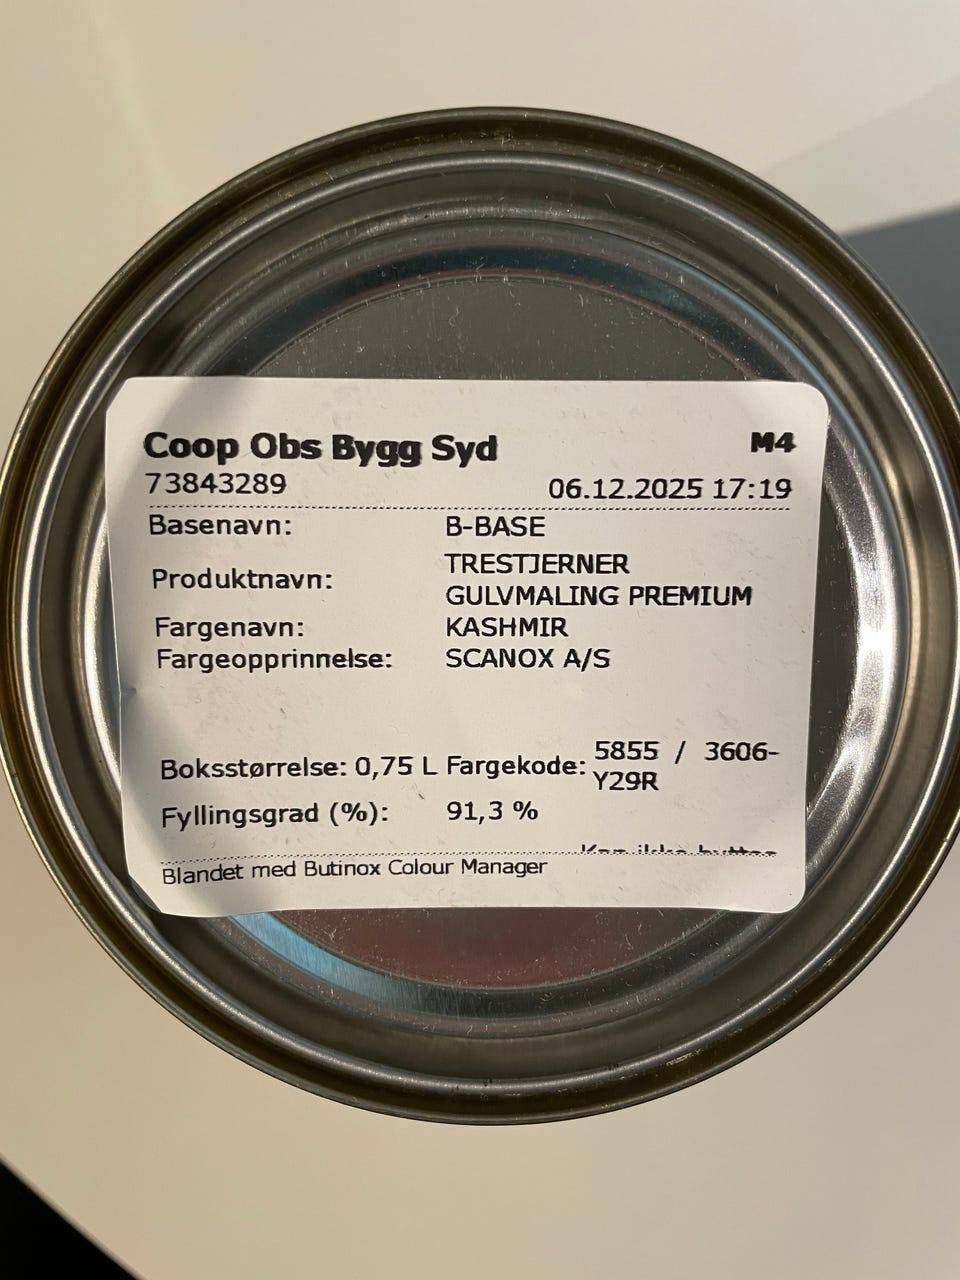 Coop Obs Bygg Syd M4
73843289 06.12.2025 17:19
Basenavn: B-BASE
Produktnavn: TRESTJERNER
GULVMALING PREMIUM
Fargenavn: KASHMIR
Fargeopprinnelse: SCANOX A/S
Boksstørrelse: 0,75 L Fargekode: 5855 / 3606-
Y29R
Fyllingsgrad (%): 91,3 %
Blandet med Butinox Colour Manager